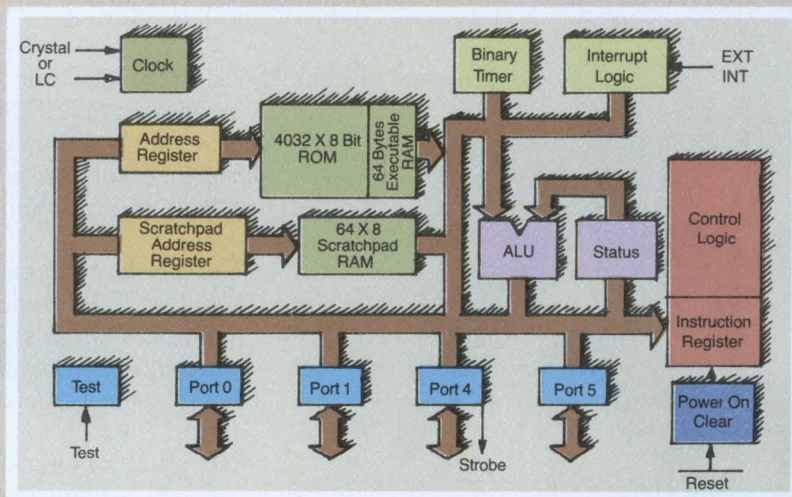 Crystal
or
LC
Clock
Binary
Timer
Interrupt
Logic
EXT
INT
Address
Register
4032 X 8 Bit
ROM
64 Bytes
Executable
RAM
Scratchpad
Address
Register
64 X 8
Scratchpad
RAM
ALU
Status
Control
Logic
Instruction
Register
Test
Port 0
Port 1
Port 4
Port 5
Power On
Clear
Test
Strobe
Reset